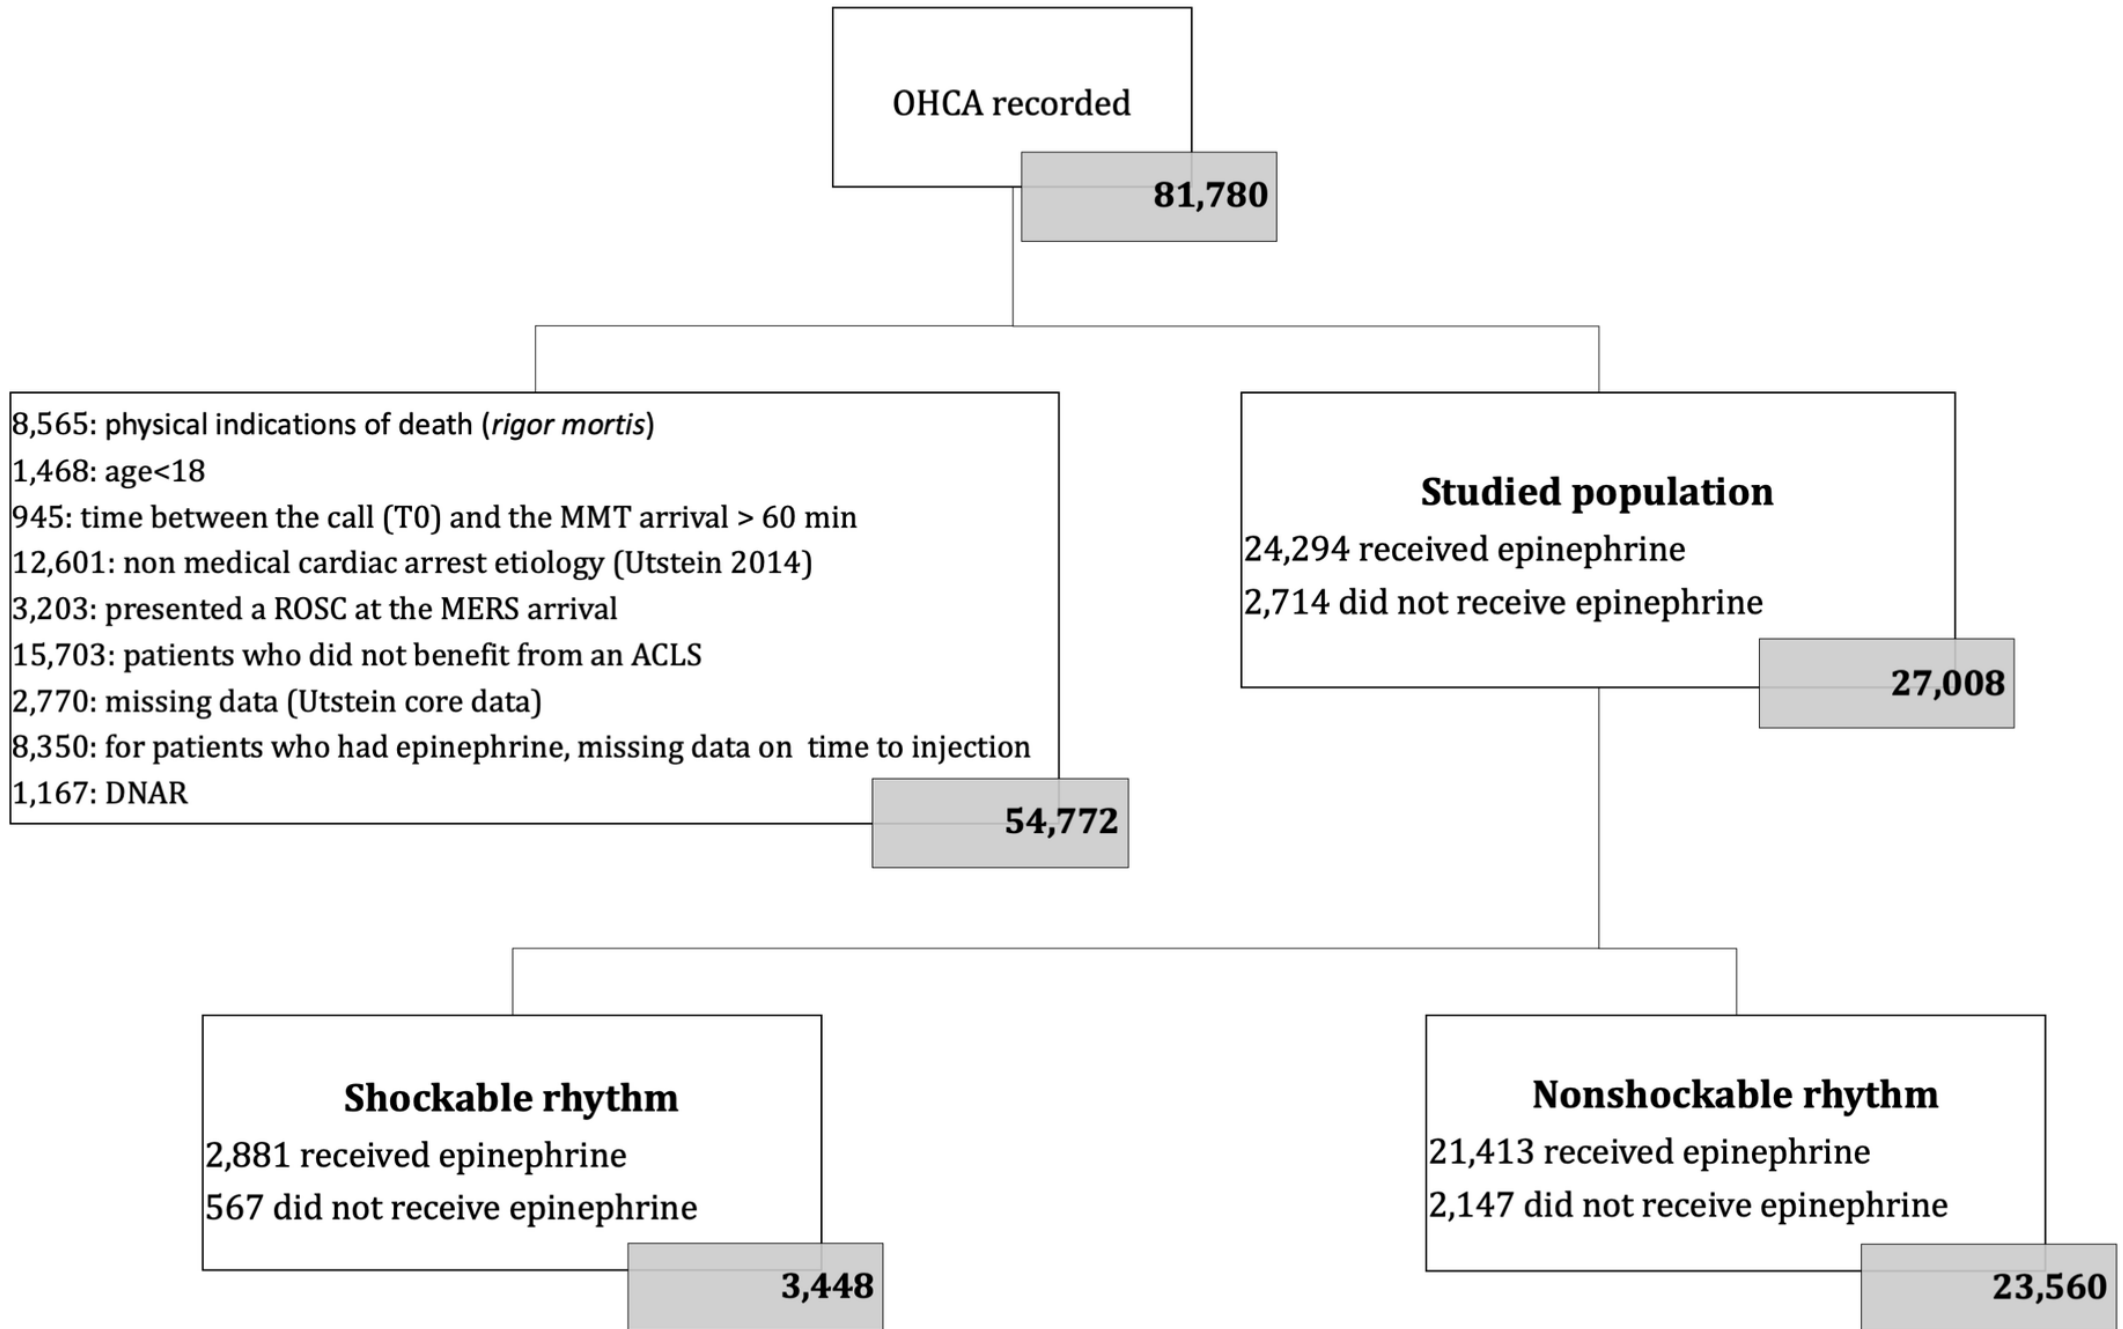 OHCA recorded
81,780
8,565: physical indications of death (rigor mortis)
1,468: age<18
945: time between the call (T0) and the MMT arrival > 60 min
12,601: non medical cardiac arrest etiology (Utstein 2014)
3,203: presented a ROSC at the MERS arrival
15,703: patients who did not benefit from an ACLS
2,770: missing data (Utstein core data)
8,350: for patients who had epinephrine, missing data on  time to injection
1,167: DNAR
54,772
Studied population
24,294 received epinephrine
2,714 did not receive epinephrine
27,008
Shockable rhythm
2,881 received epinephrine
567 did not receive epinephrine
3,448
Nonshockable rhythm
21,413 received epinephrine
2,147 did not receive epinephrine
23,560